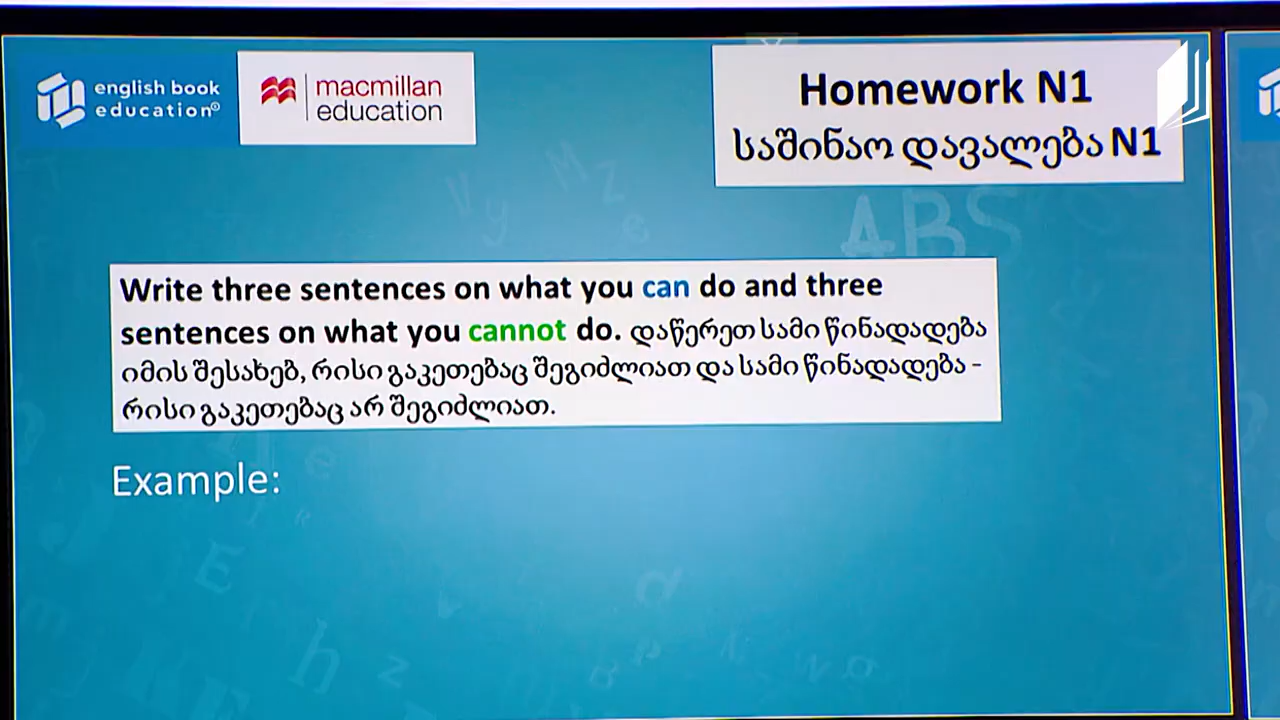 english book
education®
macmillan
education
Homework N1
საშინაო დავალება N1
Write three sentences on what you can do and three
sentences on what you cannot do. დაწერეთ სამი წინადადება
იმის შესახებ, რისი გაკეთებაც შეგიძლიათ და სამი წინადადება -
რისი გაკეთებაც არ შეგიძლიათ.
Example: